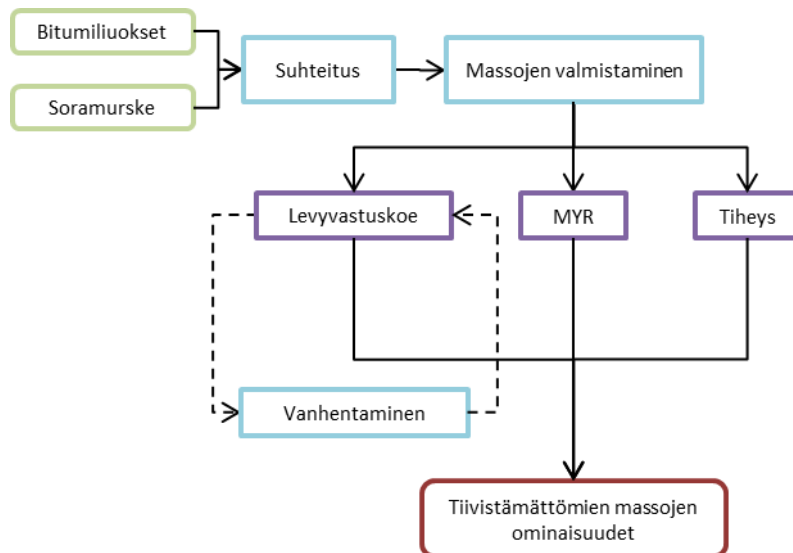 Bitumiliuokset
Soramurske
Suhteitus
Massojen valmistaminen
Levyvastuskoe
MYR
Tiheys
Vanhentaminen
Tiivistämättömien massojen
ominaisuudet